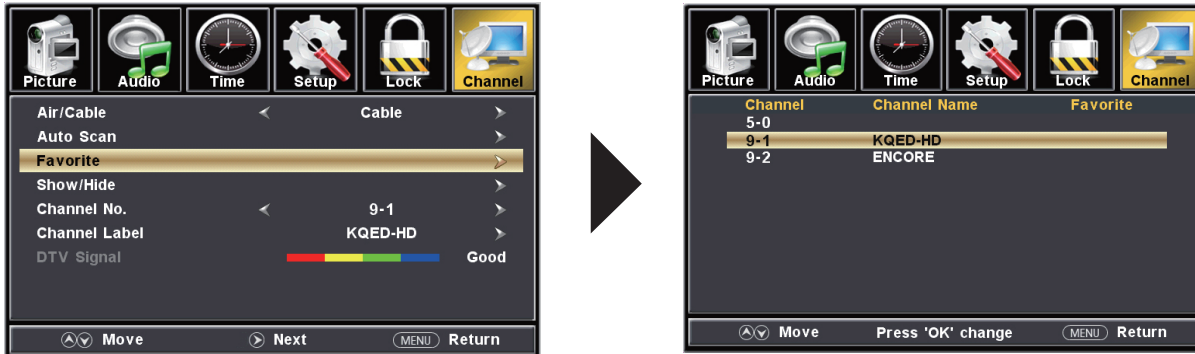 Picture Audio Time Setup Lock Channel
Air/Cable Cable
Auto Scan
Favorite
Show/Hide
Channel No. 9-1
Channel Label KQED-HD
DTV Signal Good
Move Next MENU Return
Picture Audio Time Setup Lock Channel
Channel Channel Name Favorite
5-0
9-1 KQED-HD
9-2 ENCORE
Move Press 'OK' change MENU Return